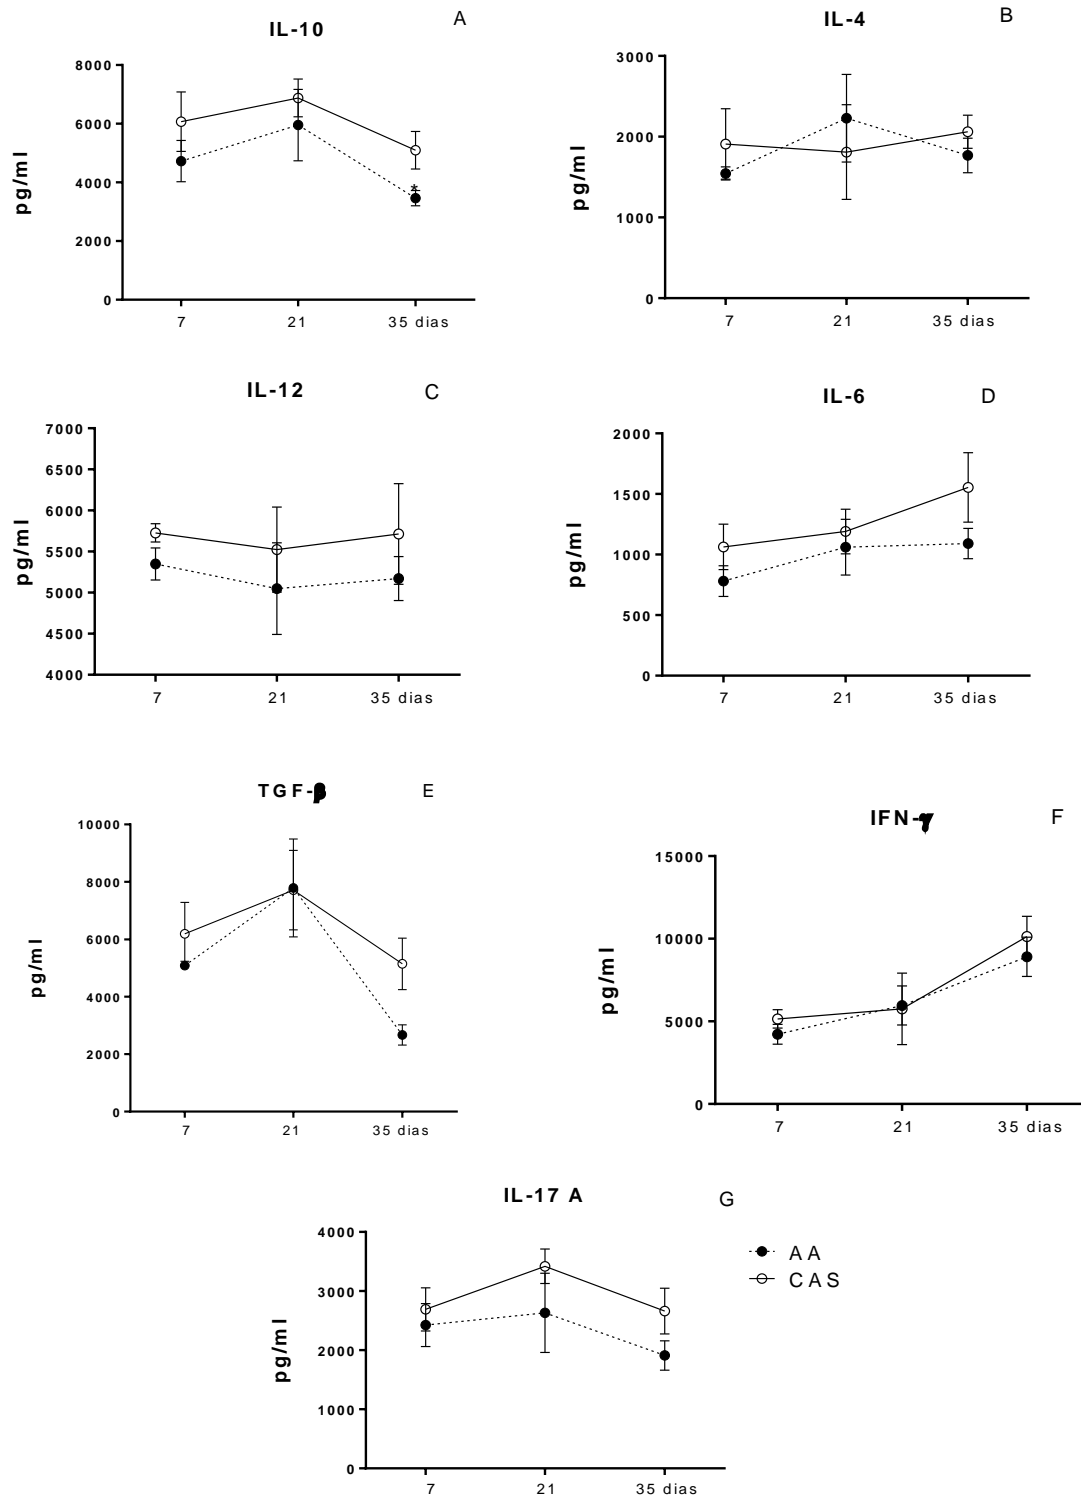 IL-10 A
8000
6000
4000
2000
0
pg/ml
*
7 21 35 dias
IL-4 B
3000
2000
1000
0
pg/ml
7 21 35 dias
IL-12 C
7000
6500
6000
5500
5000
4500
4000
pg/ml
7 21 35 dias
IL-6 D
2000
1500
1000
500
0
pg/ml
7 21 35 dias
TGF-β E
10000
8000
6000
4000
2000
0
pg/ml
7 21 35 dias
IFN-γ F
15000
10000
5000
0
pg/ml
7 21 35 dias
IL-17 A G
4000
3000
2000
1000
0
pg/ml
7 21 35 dias
AA
CAS